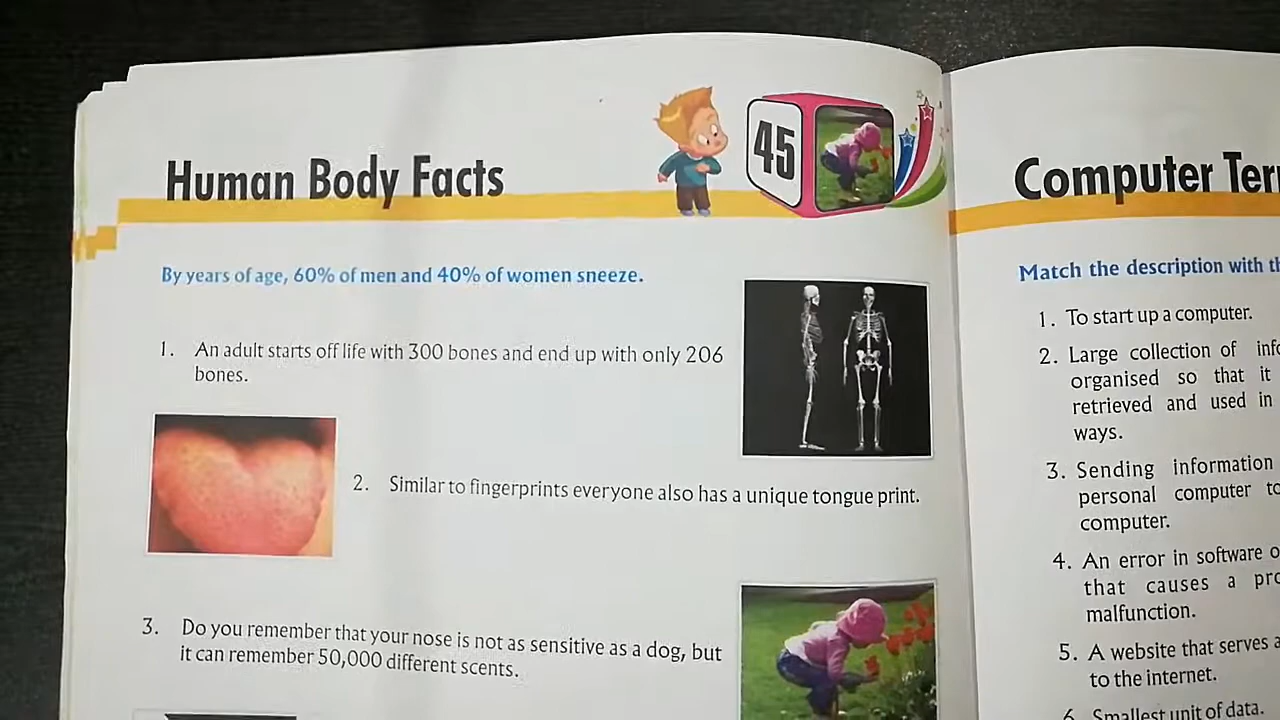 Human Body Facts
45
By years of age, 60% of men and 40% of women sneeze.
1. An adult starts off life with 300 bones and end up with only 206
bones.
2. Similar to fingerprints everyone also has a unique tongue print.
3. Do you remember that your nose is not as sensitive as a dog, but
it can remember 50,000 different scents.
Computer
Match the description with
1. To start up a computer.
2. Large collection of
organised so that it
retrieved and used in
ways.
3. Sending information
personal computer to
computer.
4. An error in software
that causes a
malfunction.
5. A website that serves
to the internet.
6. Smallest unit of data.